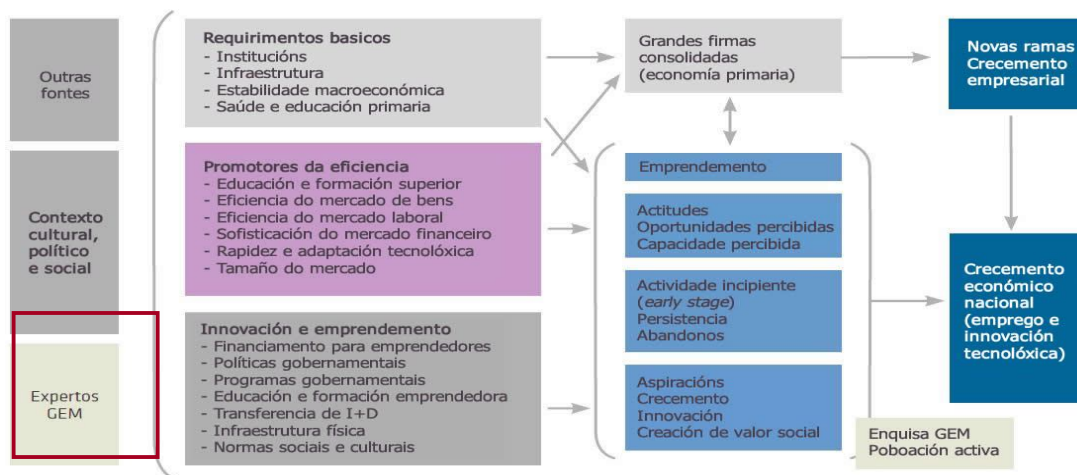 Outras
fontes
Contexto
cultural,
político
e social
Expertos
GEM
Requirimentos basicos
- Institucións
- Infraestrutura
- Estabilidade macroeconómica
- Saúde e educación primaria
Promotores da eficiencia
- Educación e formación superior
- Eficiencia do mercado de bens
- Eficiencia do mercado laboral
- Sofisticación do mercado financeiro
- Rapidez e adaptación tecnolóxica
- Tamaño do mercado
Innovación e emprendemento
- Financiamento para emprendedores
- Políticas gobernamentais
- Programas gobernamentais
- Educación e formación emprendedora
- Transferencia de I+D
- Infraestrutura física
- Normas sociais e culturais
Grandes firmas
consolidadas
(economía primaria)
Emprendemento
Actitudes
Oportunidades percibidas
Capacidade percibida
Actividade incipiente
(early stage)
Persistencia
Abandonos
Aspiracións
Crecemento
Innovación
Creación de valor social
Enquisa GEM
Poboación activa
Novas ramas
Crecemento
empresarial
Crecemento
económico
nacional
(emprego e
innovación
tecnolóxica)